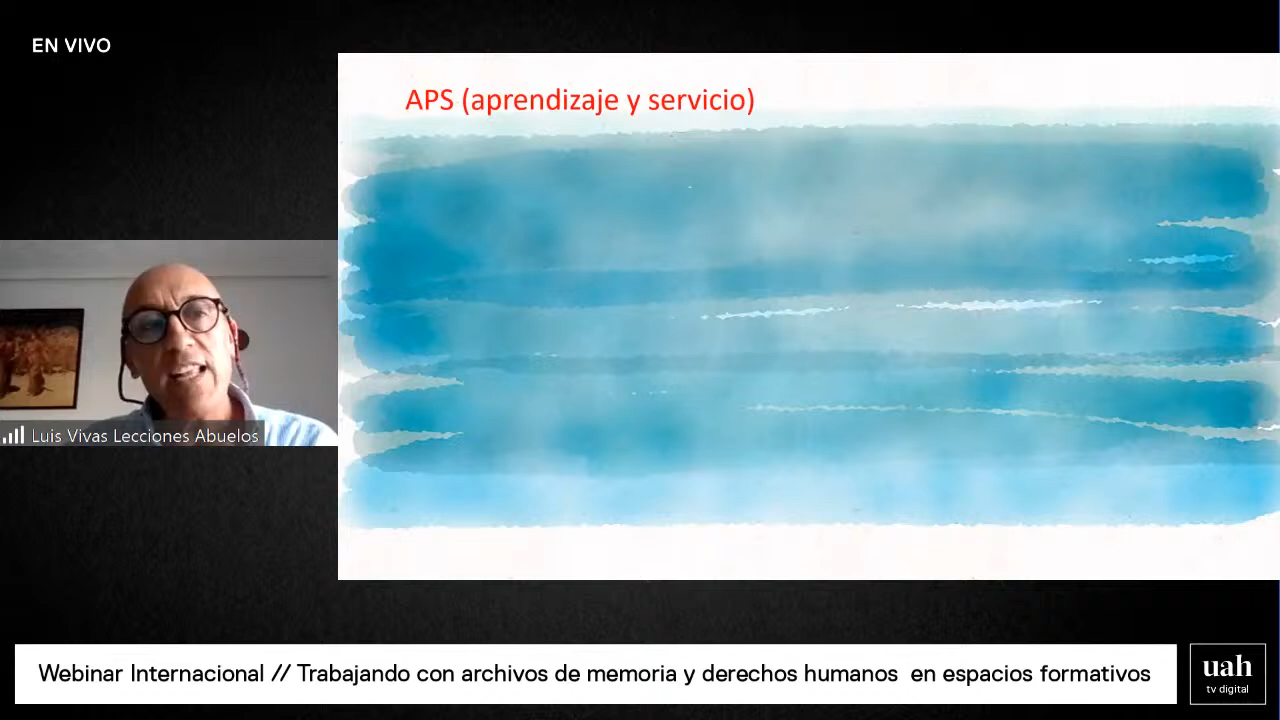 EN VIVO
APS (aprendizaje y servicio)
Luis Vivas Lecciones Abuelos
Webinar Internacional // Trabajando con archivos de memoria y derechos humanos en espacios formativos
uah
tv digital